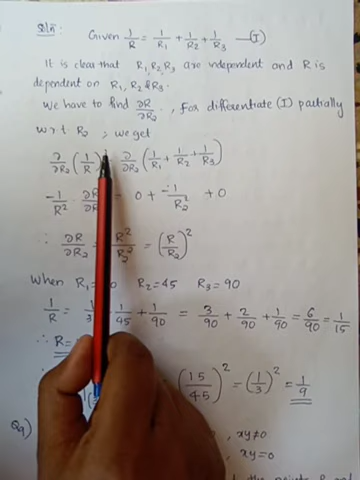 Soln:
Given 1/R = 1/R1 + 1/R2 + 1/R3 —(I)
It is clear that R1, R2, R3 are independent and R is
dependent on R1, R2 & R3.
We have to find ∂R/∂R2, for differentiate (I) partially
w.r.t R2, we get
∂/∂R2 (1/R) ∂/∂R2 (1/R1 + 1/R2 + 1/R3)
-1/R² · 0 + -1/R2² + 0
∴ ∂R/∂R2 = R²/R2² = (R/R2)²
When R1 = 0 R2 = 45 R3 = 90
1/R = + 1/45 + 1/90 = 3/90 + 2/90 + 1/90 = 6/90 = 1/15
∴ R =
(15/45)² = (1/3)² = 1/9
Q9)
, xy≠0
, xy=0